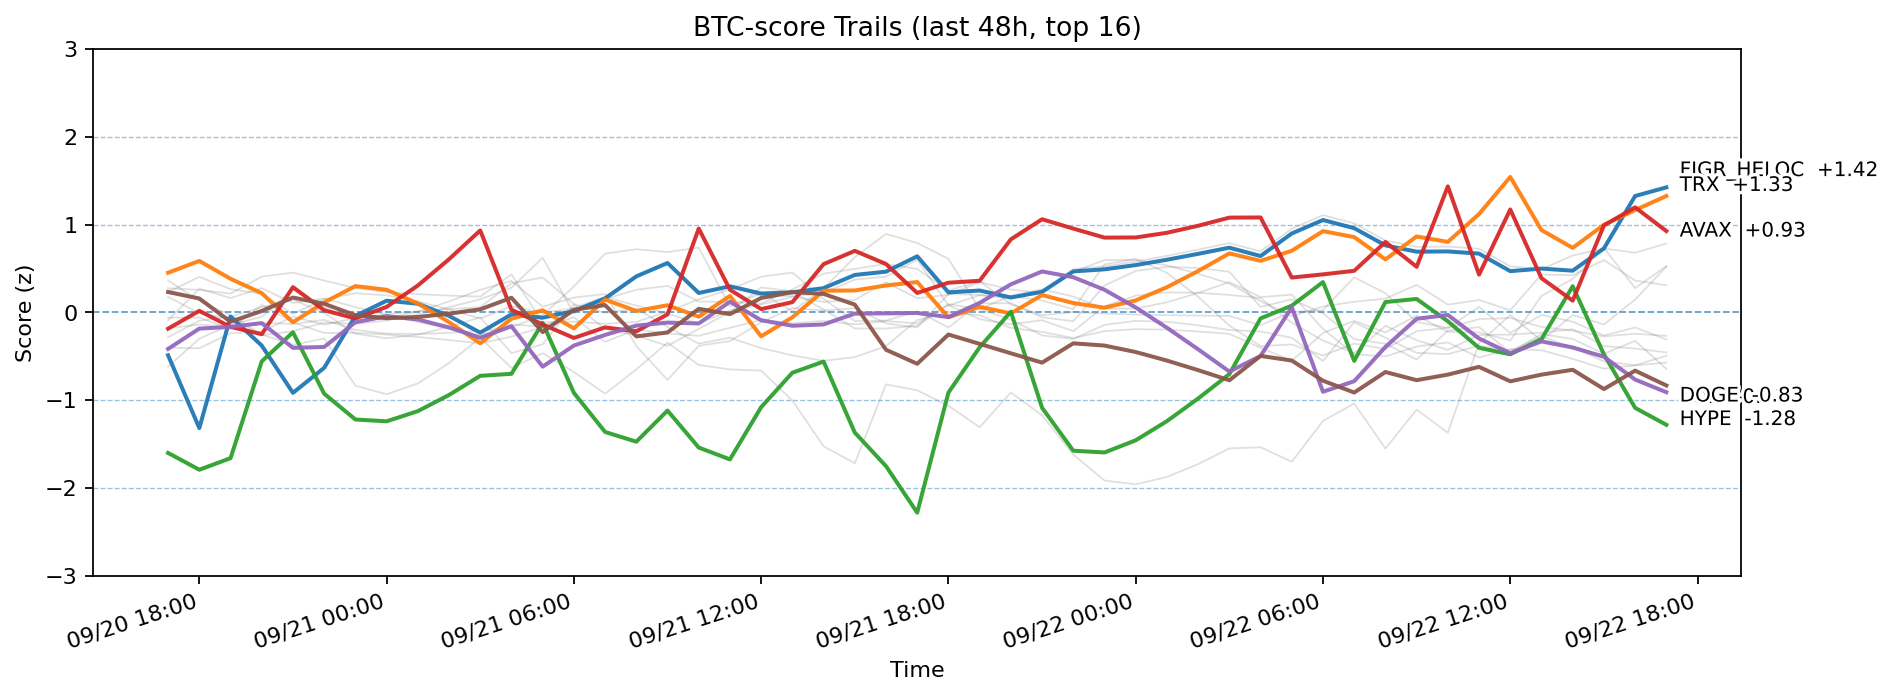 BTC-score Trails (last 48h, top 16)
Score (z)
3
2
1
0
−1
−2
−3
FIGR_HELOC +1.42
TRX +1.33
AVAX +0.93
DOGE -0.83
HYPE -1.28
09/20 18:00
09/21 00:00
09/21 06:00
09/21 12:00
09/21 18:00
09/22 00:00
09/22 06:00
09/22 12:00
09/22 18:00
Time